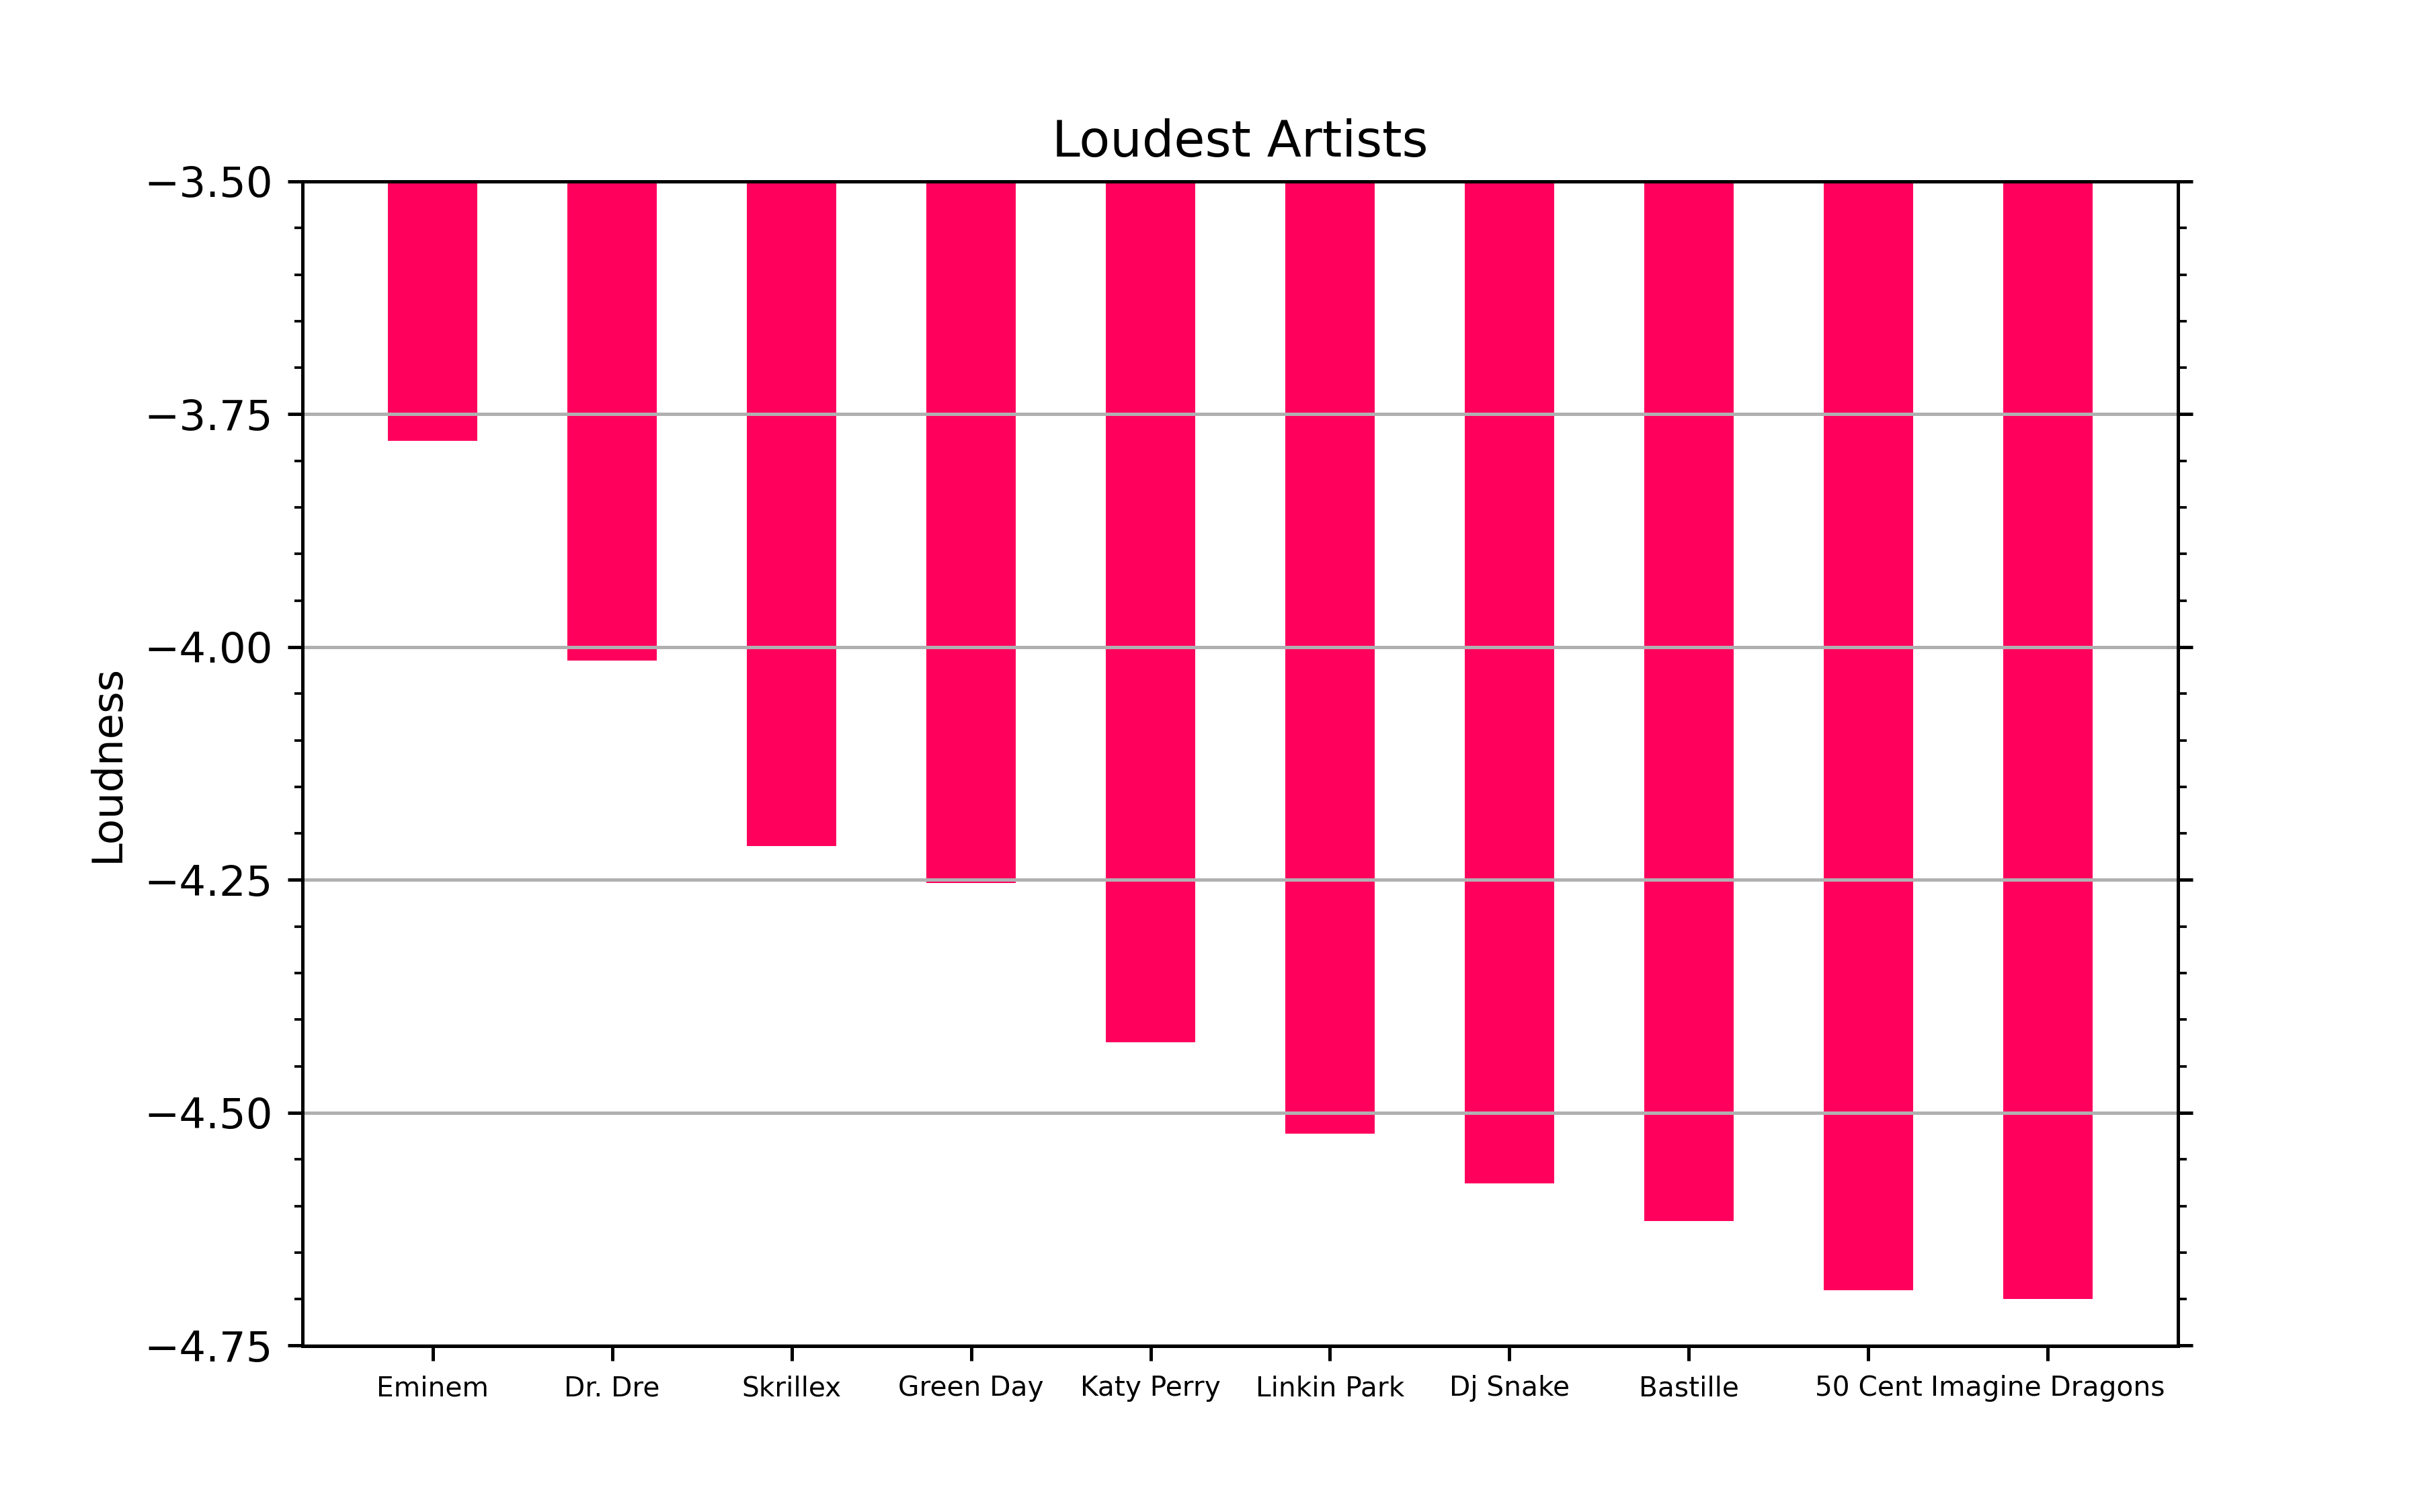 Loudest Artists
−3.50
−3.75
−4.00
−4.25
−4.50
−4.75
Loudness
Eminem Dr. Dre Skrillex Green Day Katy Perry Linkin Park Dj Snake Bastille 50 Cent Imagine Dragons